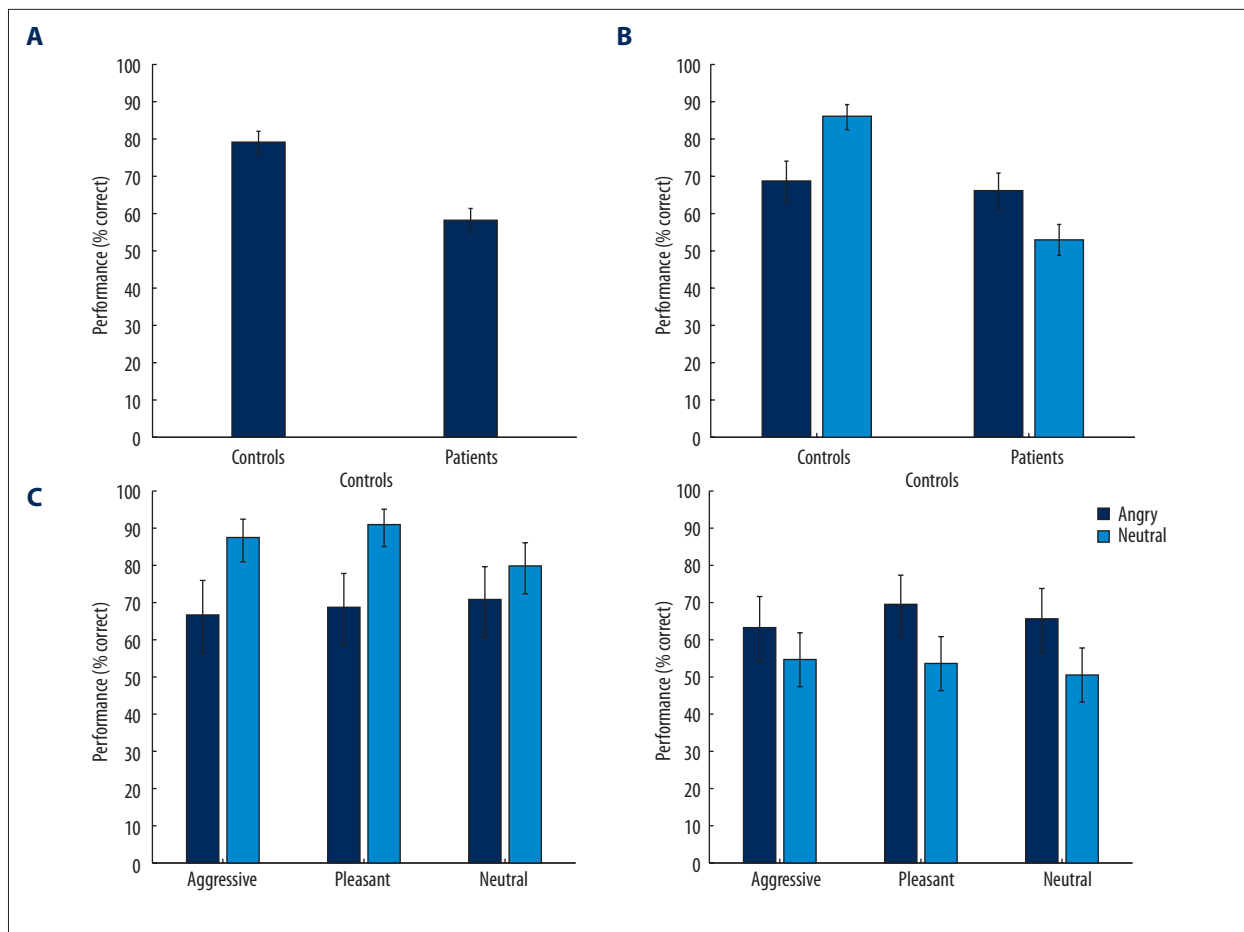 A
Performance (% correct)
100
90
80
70
60
50
40
30
20
10
0
Controls Patients
B
Performance (% correct)
100
90
80
70
60
50
40
30
20
10
0
Controls Patients
C
Controls
Performance (% correct)
100
90
80
70
60
50
40
30
20
10
0
Aggressive Pleasant Neutral
Controls
Performance (% correct)
100
90
80
70
60
50
40
30
20
10
0
Angry
Neutral
Aggressive Pleasant Neutral